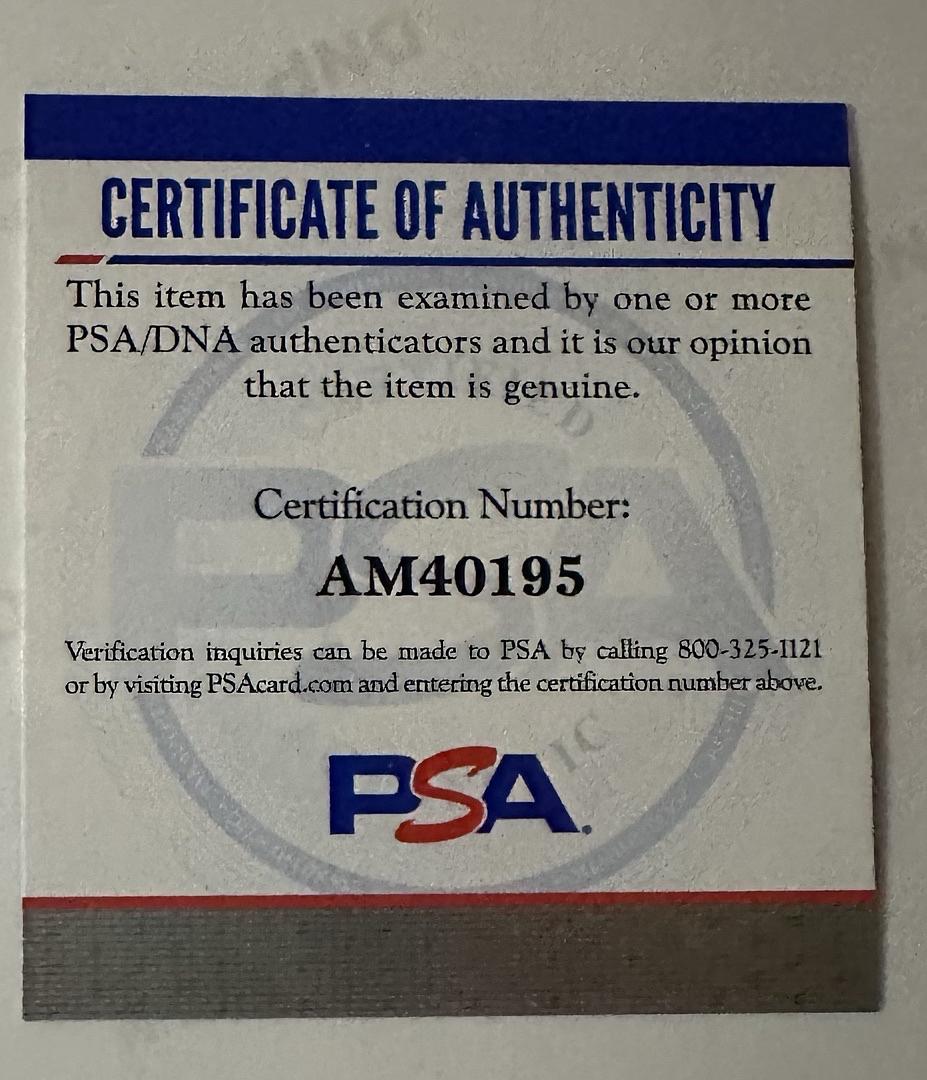 CERTIFICATE OF AUTHENTICITY
This item has been examined by one or more
PSA/DNA authenticators and it is our opinion
that the item is genuine.
Certification Number:
AM40195
Verification inquiries can be made to PSA by calling 800-325-1121
or by visiting PSAcard.com and entering the certification number above.
PSA